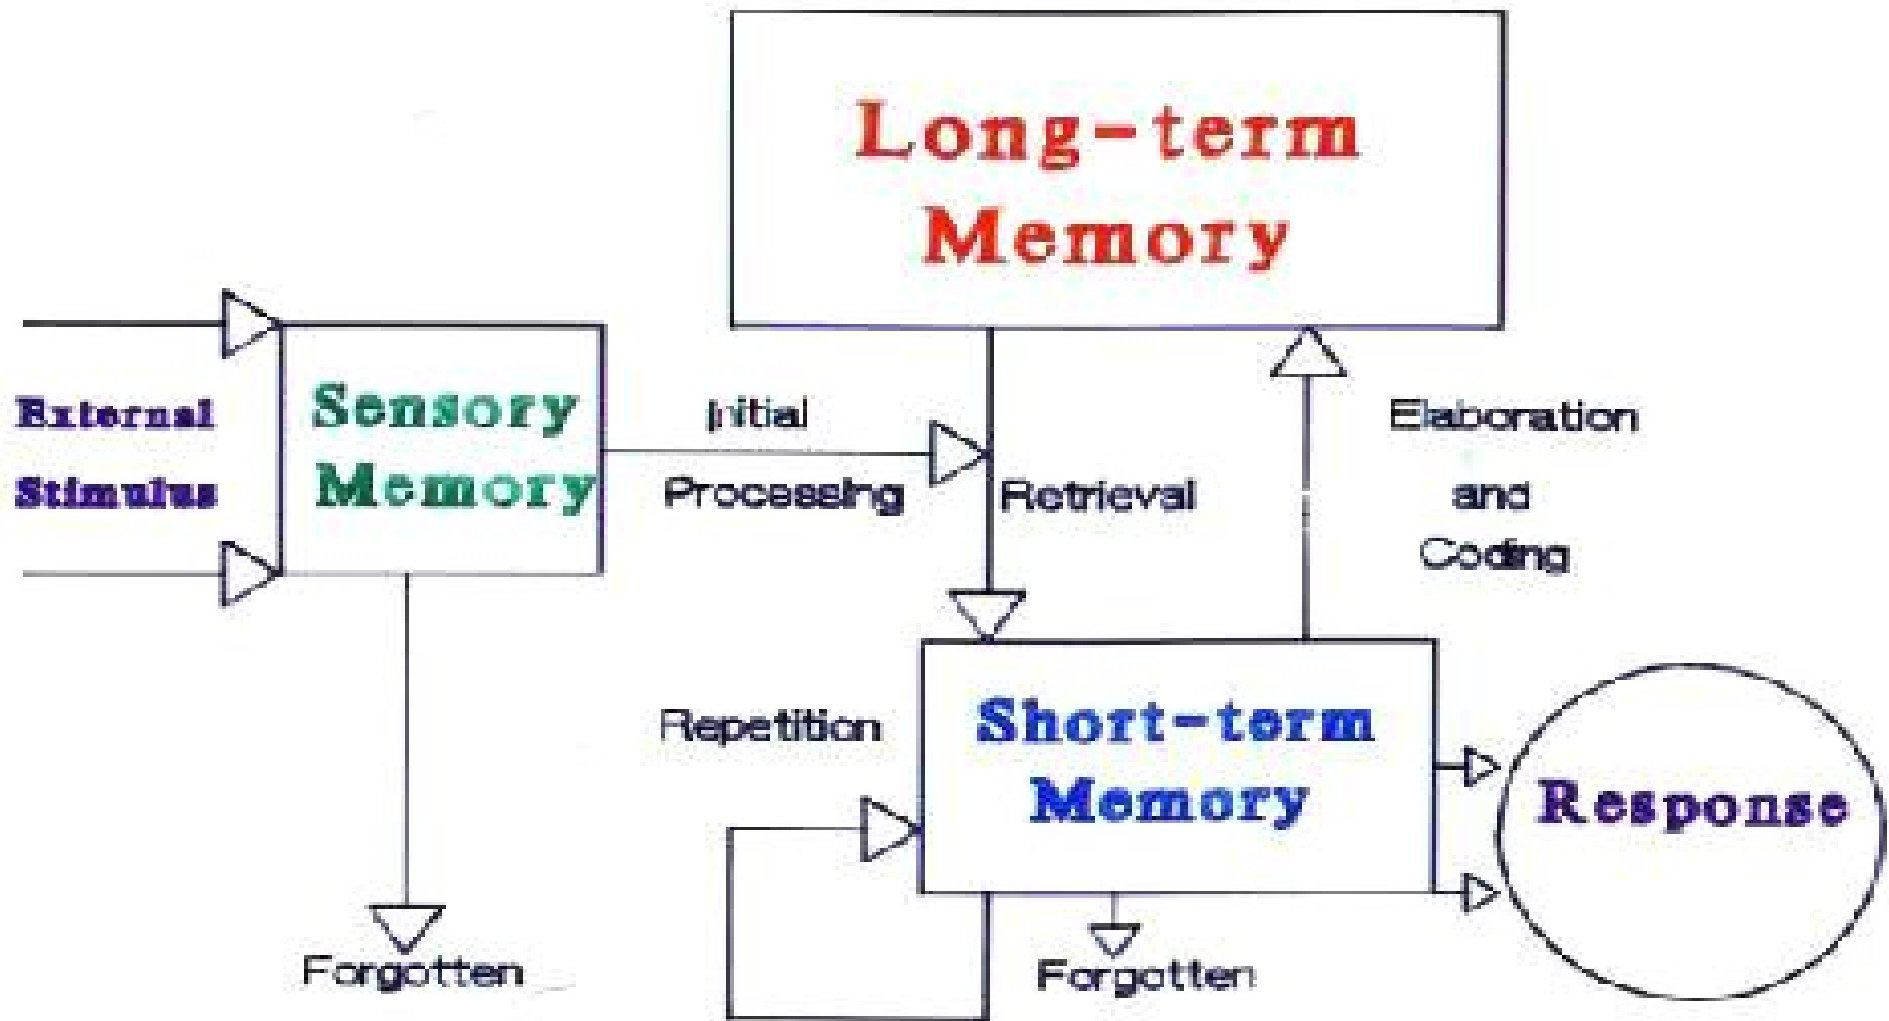 Long-term
Memory
External
Stimulus
Sensory
Memory
Initial
Processing
Retrieval
Elaboration
and
Coding
Repetition
Short-term
Memory
Response
Forgotten
Forgotten